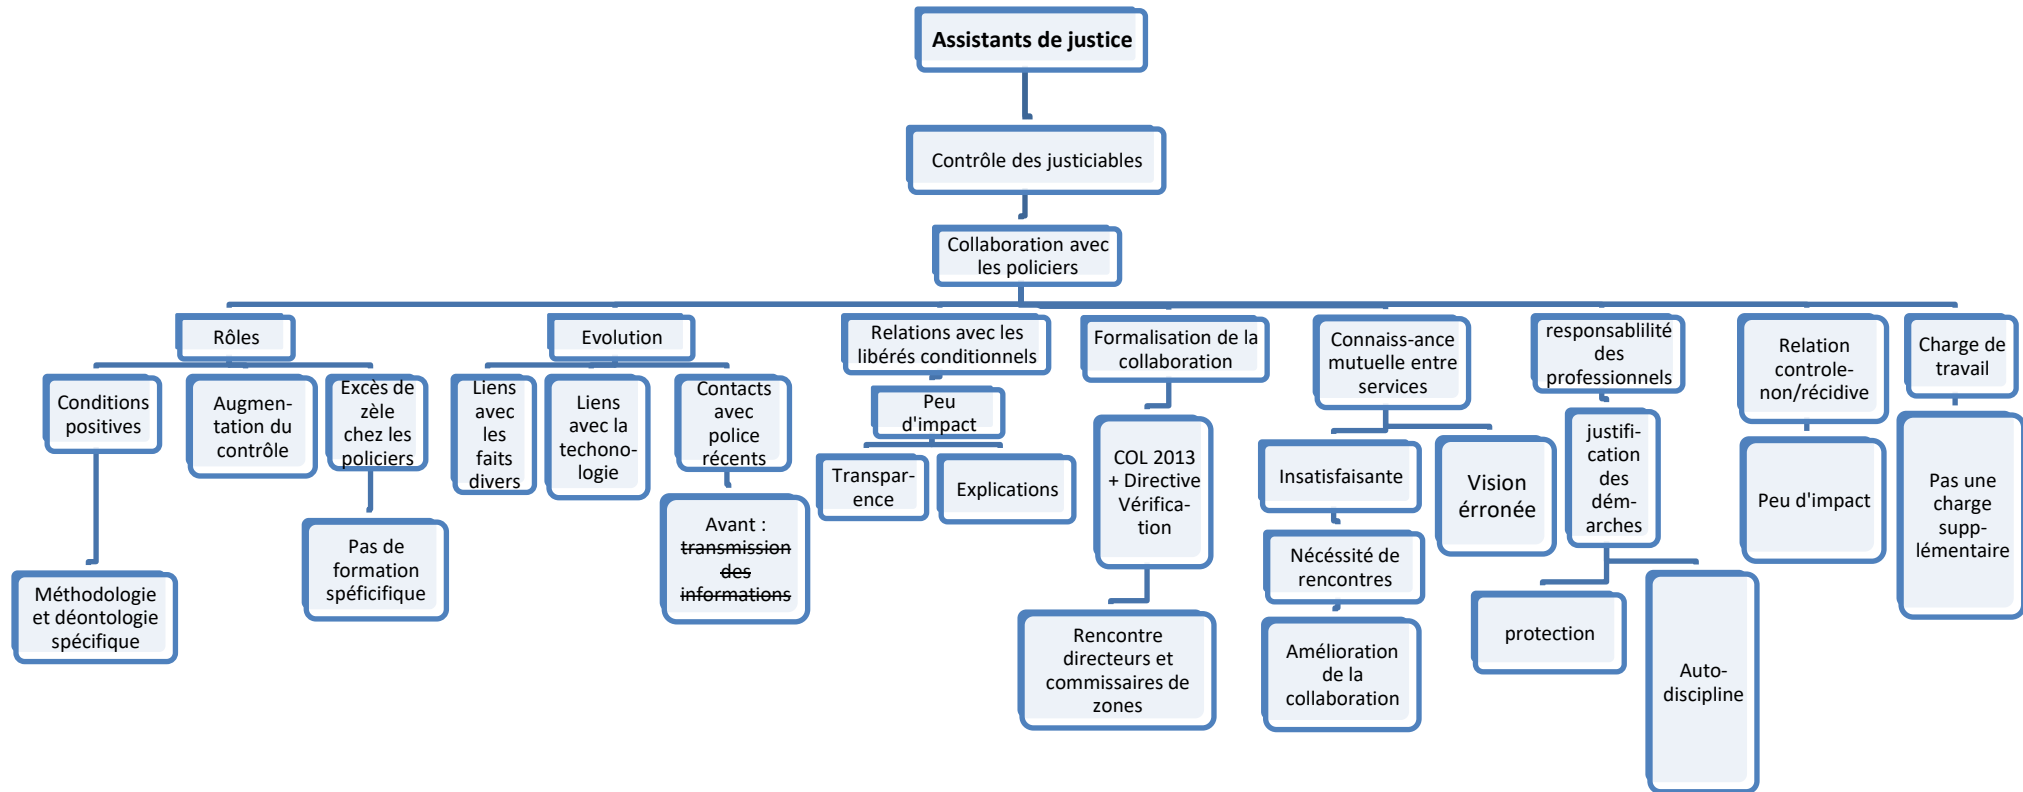 Assistants de justice
Contrôle des justiciables
Collaboration avec
les policiers
Rôles
Evolution
Relations avec les
libérés conditionnels
Formalisation de la
collaboration
Connaiss-ance
mutuelle entre
services
responsablilité
des
professionnels
Relation
controle-
non/récidive
Charge de
travail
Conditions
positives
Augmen-
tation du
contrôle
Excès de
zèle
chez les
policiers
Liens
avec
les
faits
divers
Liens
avec la
techono-
logie
Contacts
avec
police
récents
Peu
d'impact
Transpar-
ence
Explications
COL 2013
+ Directive
Vérifica-
tion
Insatisfaisante
Vision
érronée
justifi-
cation
des
dém-
arches
Peu d'impact
Pas une
charge
supp-
lémentaire
Méthodologie
et déontologie
spécifique
Pas de
formation
spéficifique
Avant :
transmission
des
informations
Rencontre
directeurs et
commissaires de
zones
Nécéssité de
rencontres
Amélioration
de la
collaboration
protection
Auto-
discipline